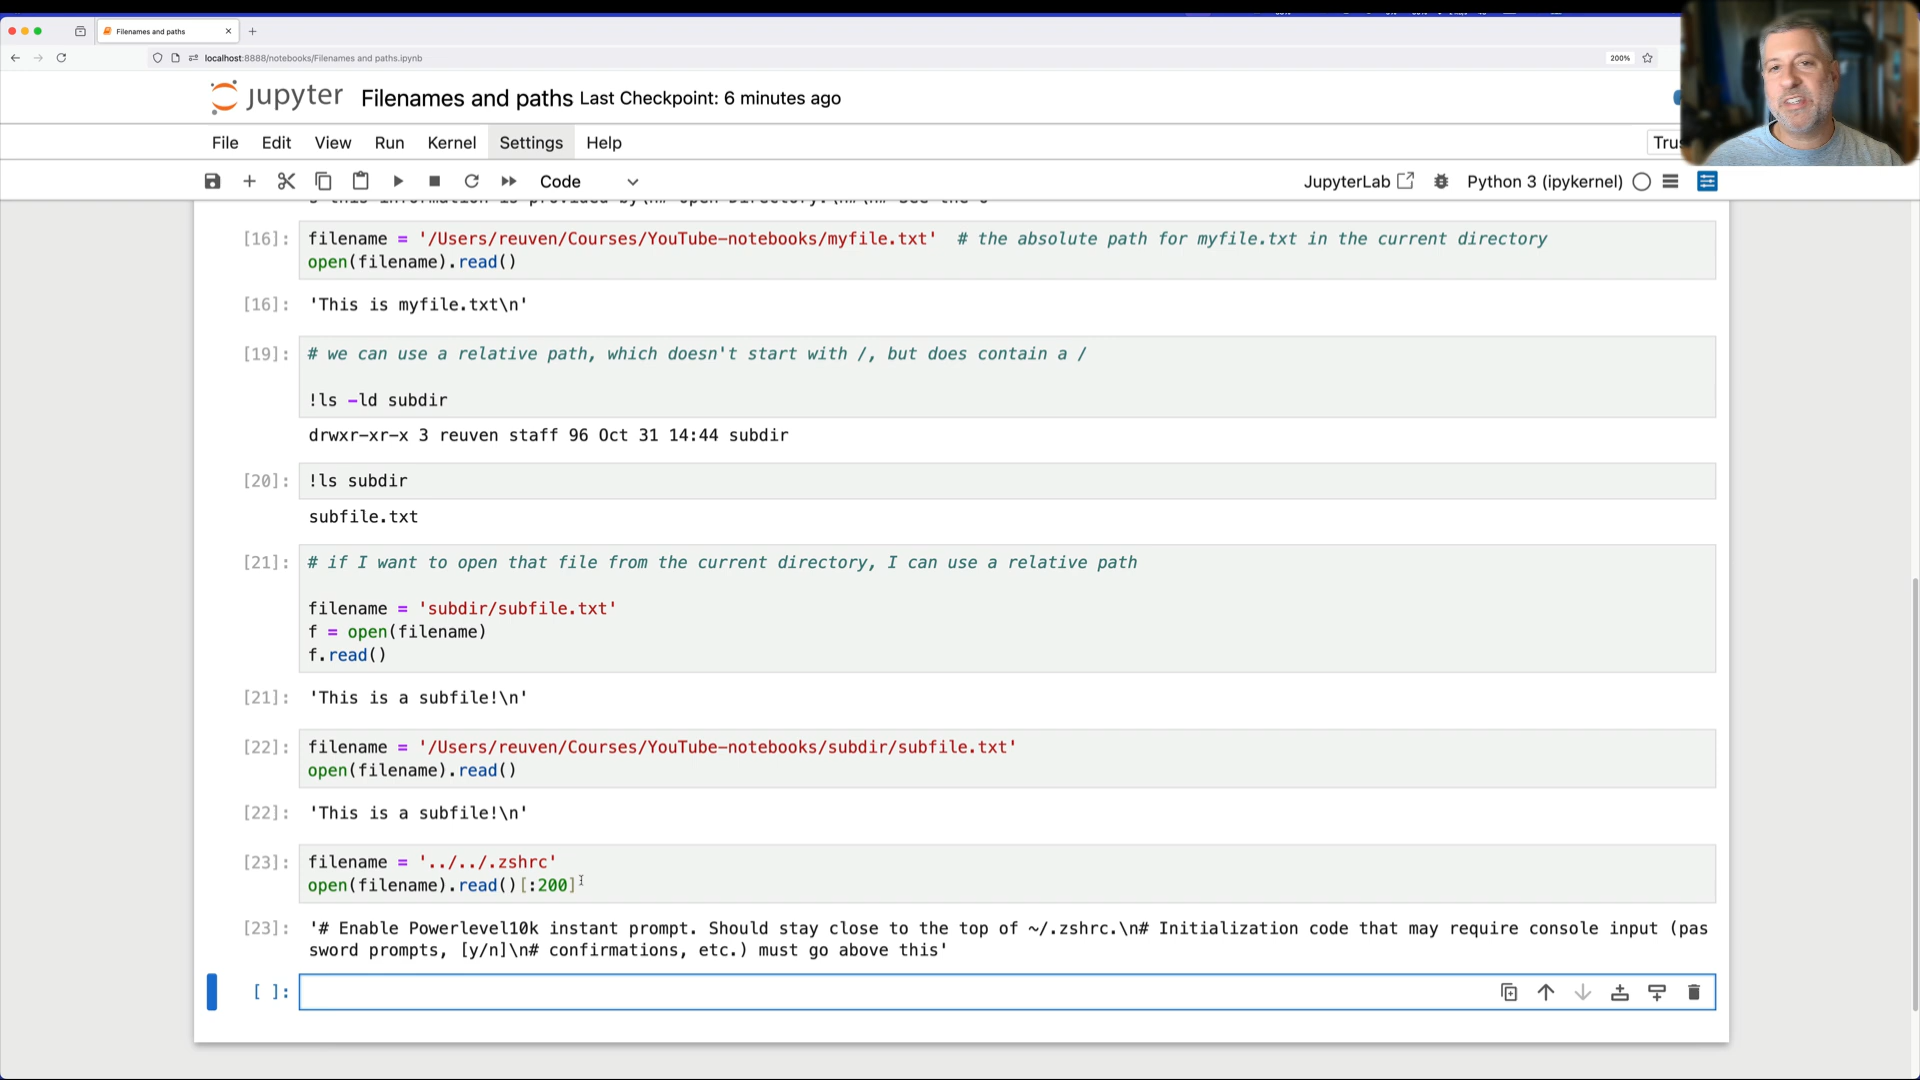 Filenames and paths
localhost:8888/notebooks/Filenames and paths.ipynb
200%
jupyter Filenames and paths Last Checkpoint: 6 minutes ago
File Edit View Run Kernel Settings Help
Code
JupyterLab
Python 3 (ipykernel)
[16]: filename = '/Users/reuven/Courses/YouTube-notebooks/myfile.txt'  # the absolute path for myfile.txt in the current directory
open(filename).read()
[16]: 'This is myfile.txt\n'
[19]: # we can use a relative path, which doesn't start with /, but does contain a /
!ls -ld subdir
drwxr-xr-x 3 reuven staff 96 Oct 31 14:44 subdir
[20]: !ls subdir
subfile.txt
[21]: # if I want to open that file from the current directory, I can use a relative path
filename = 'subdir/subfile.txt'
f = open(filename)
f.read()
[21]: 'This is a subfile!\n'
[22]: filename = '/Users/reuven/Courses/YouTube-notebooks/subdir/subfile.txt'
open(filename).read()
[22]: 'This is a subfile!\n'
[23]: filename = '../../.zshrc'
open(filename).read()[:200]
[23]: '# Enable Powerlevel10k instant prompt. Should stay close to the top of ~/.zshrc.\n# Initialization code that may require console input (pas
sword prompts, [y/n]\n# confirmations, etc.) must go above this'
[ ]: